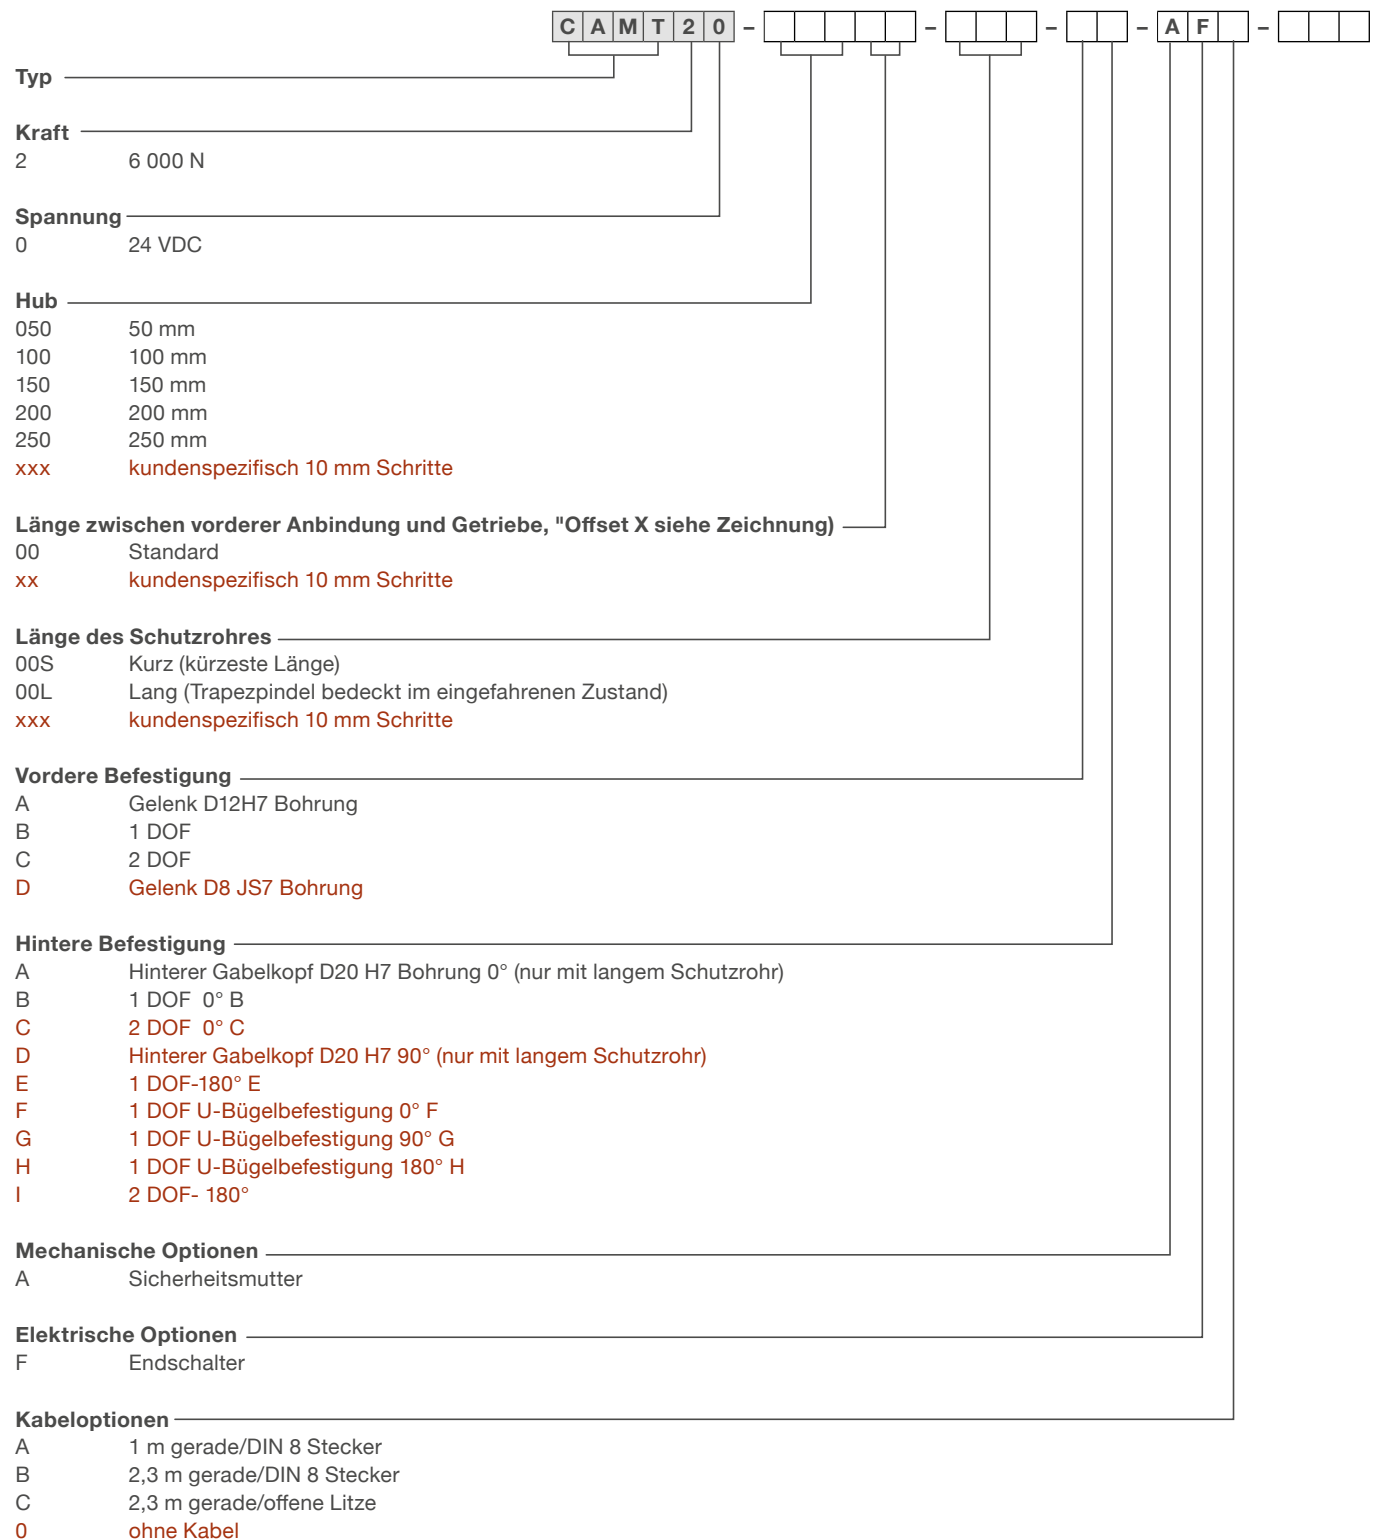 CAMT20 – – - - AF –
Typ
Kraft
2 6 000 N
Spannung
0 24 VDC
Hub
050 50 mm
100 100 mm
150 150 mm
200 200 mm
250 250 mm
xxx kundenspezifisch 10 mm Schritte
Länge zwischen vorderer Anbindung und Getriebe, "Offset X siehe Zeichnung)
00 Standard
xx kundenspezifisch 10 mm Schritte
Länge des Schutzrohres
00S Kurz (kürzeste Länge)
00L Lang (Trapezpindel bedeckt im eingefahrenen Zustand)
xxx kundenspezifisch 10 mm Schritte
Vordere Befestigung
A Gelenk D12H7 Bohrung
B 1 DOF
C 2 DOF
D Gelenk D8 JS7 Bohrung
Hintere Befestigung
A Hinterer Gabelkopf D20 H7 Bohrung 0° (nur mit langem Schutzrohr)
B 1 DOF 0° B
C 2 DOF 0° C
D Hinterer Gabelkopf D20 H7 90° (nur mit langem Schutzrohr)
E 1 DOF-180° E
F 1 DOF U-Bügelbefestigung 0° F
G 1 DOF U-Bügelbefestigung 90° G
H 1 DOF U-Bügelbefestigung 180° H
I 2 DOF- 180°
Mechanische Optionen
A Sicherheitsmutter
Elektrische Optionen
F Endschalter
Kabeloptionen
A 1 m gerade/DIN 8 Stecker
B 2,3 m gerade/DIN 8 Stecker
C 2,3 m gerade/offene Litze
0 ohne Kabel